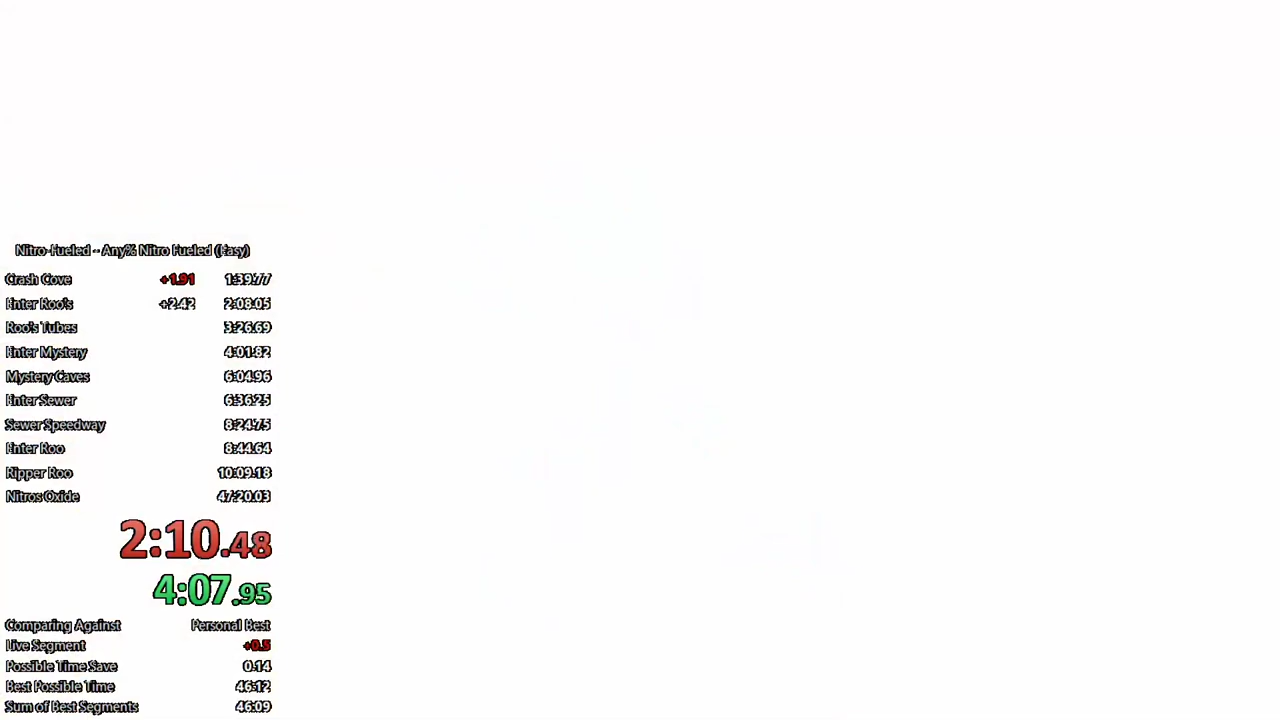 Nitro-Fueled - Any% Nitro Fueled (Easy)
Crash Cove +1.91 1:39.77
Enter Roo's +2.42 2:08.05
Roo's Tubes 3:26.69
Enter Mystery 4:01.82
Mystery Caves 6:04.96
Enter Sewer 6:36.25
Sewer Speedway 8:24.75
Enter Roo 8:44.64
Ripper Roo 10:09.18
Nitros Oxide 47:20.03
2:10.48
4:07.95
Comparing Against Personal Best
Live Segment +0.5
Possible Time Save 0.14
Best Possible Time 46:12
Sum of Best Segments 46:09